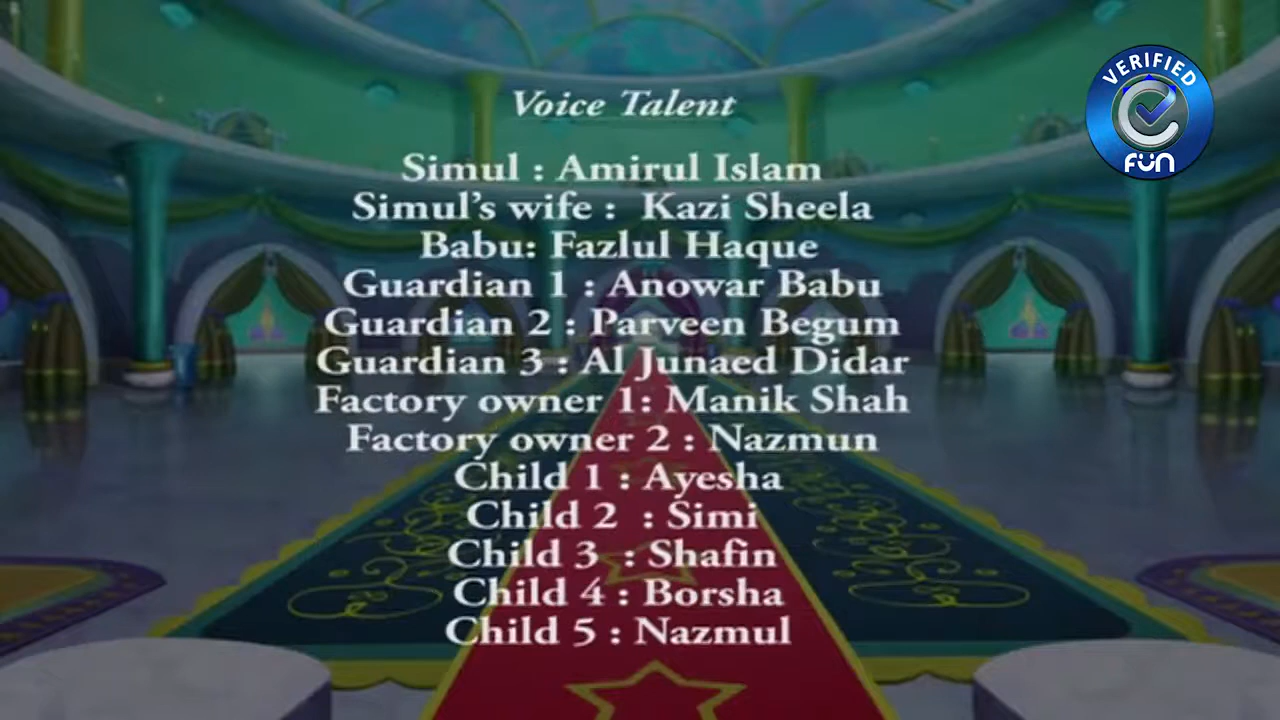 Voice Talent
VERIFIED
FUN
Simul : Amirul Islam
Simul's wife : Kazi Sheela
Babu: Fazlul Haque
Guardian 1 : Anowar Babu
Guardian 2 : Parveen Begum
Guardian 3 : Al Junaed Didar
Factory owner 1: Manik Shah
Factory owner 2 : Nazmun
Child 1 : Ayesha
Child 2 : Simi
Child 3 : Shafin
Child 4 : Borsha
Child 5 : Nazmul